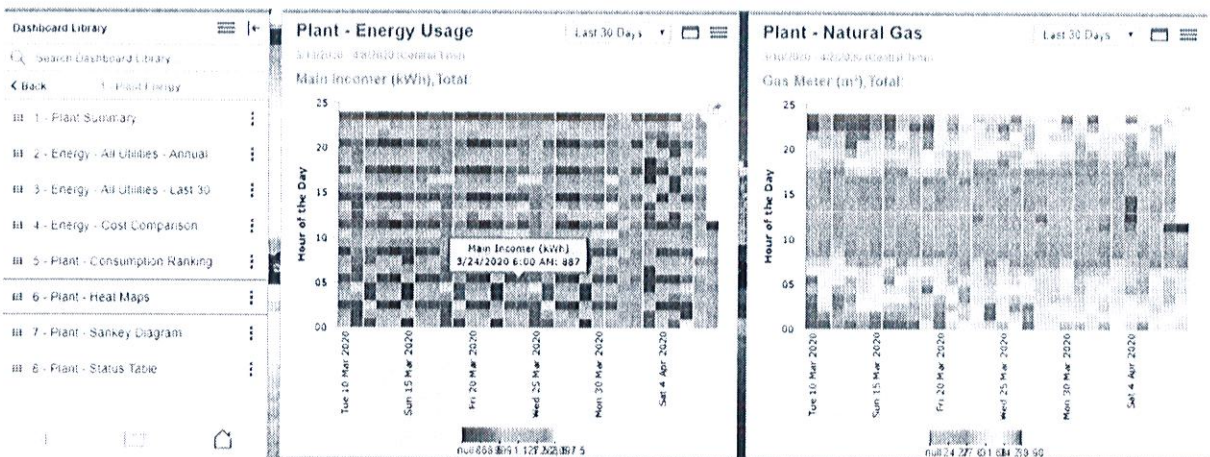 Dashboard Library
Search Dashboard Library
Back
1 - Plant Energy
1 - Plant Summary
2 - Energy - All Utilities - Annual
3 - Energy - All Utilities - Last 30
4 - Energy - Cost Comparison
5 - Plant - Consumption Ranking
6 - Plant - Heat Maps
7 - Plant - Sankey Diagram
8 - Plant - Status Table
Plant - Energy Usage
Last 30 Days
Main Incomer (kWh), Total:
Hour of the Day
25
20
15
10
05
00
Main Incomer (kWh)
3/24/2020 6:00 AM: 887
Tue 10 Mar 2020
Sun 15 Mar 2020
Fri 20 Mar 2020
Wed 25 Mar 2020
Mon 30 Mar 2020
Sat 4 Apr 2020
Plant - Natural Gas
Last 30 Days
Gas Meter (m³), Total:
Hour of the Day
25
20
15
10
05
00
Tue 10 Mar 2020
Sun 15 Mar 2020
Fri 20 Mar 2020
Wed 25 Mar 2020
Mon 30 Mar 2020
Sat 4 Apr 2020